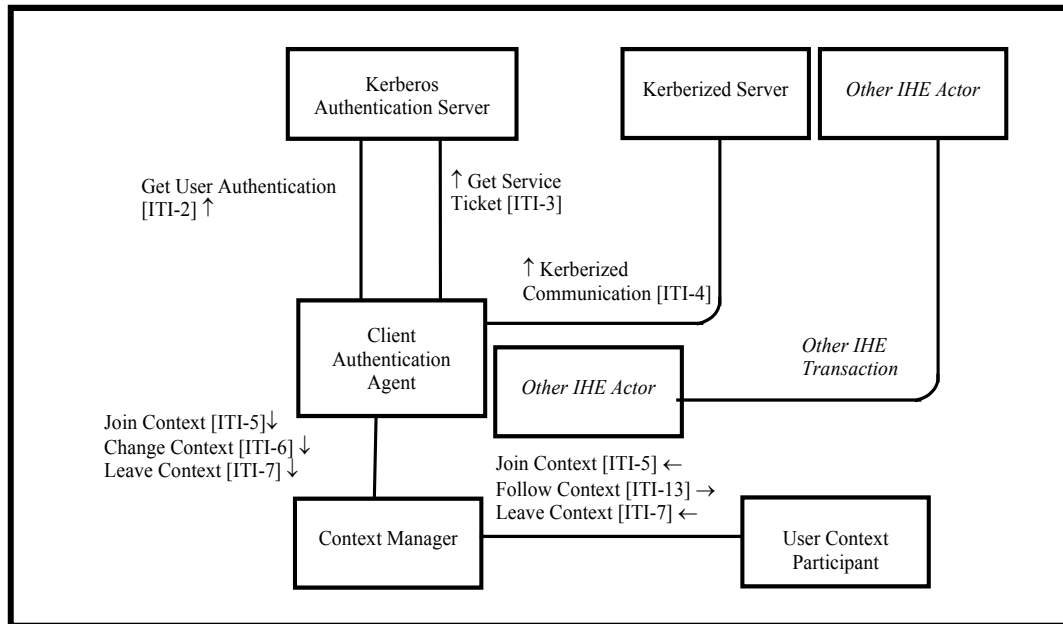 Kerberos
Authentication Server
Kerberized Server
Other IHE Actor
Get User Authentication
[ITI-2] ↑
↑ Get Service
Ticket [ITI-3]
↑ Kerberized
Communication [ITI-4]
Client
Authentication
Agent
Other IHE Actor
Other IHE
Transaction
Join Context [ITI-5]↓
Change Context [ITI-6] ↓
Leave Context [ITI-7] ↓
Join Context [ITI-5] ←
Follow Context [ITI-13] →
Leave Context [ITI-7] ←
Context Manager
User Context
Participant